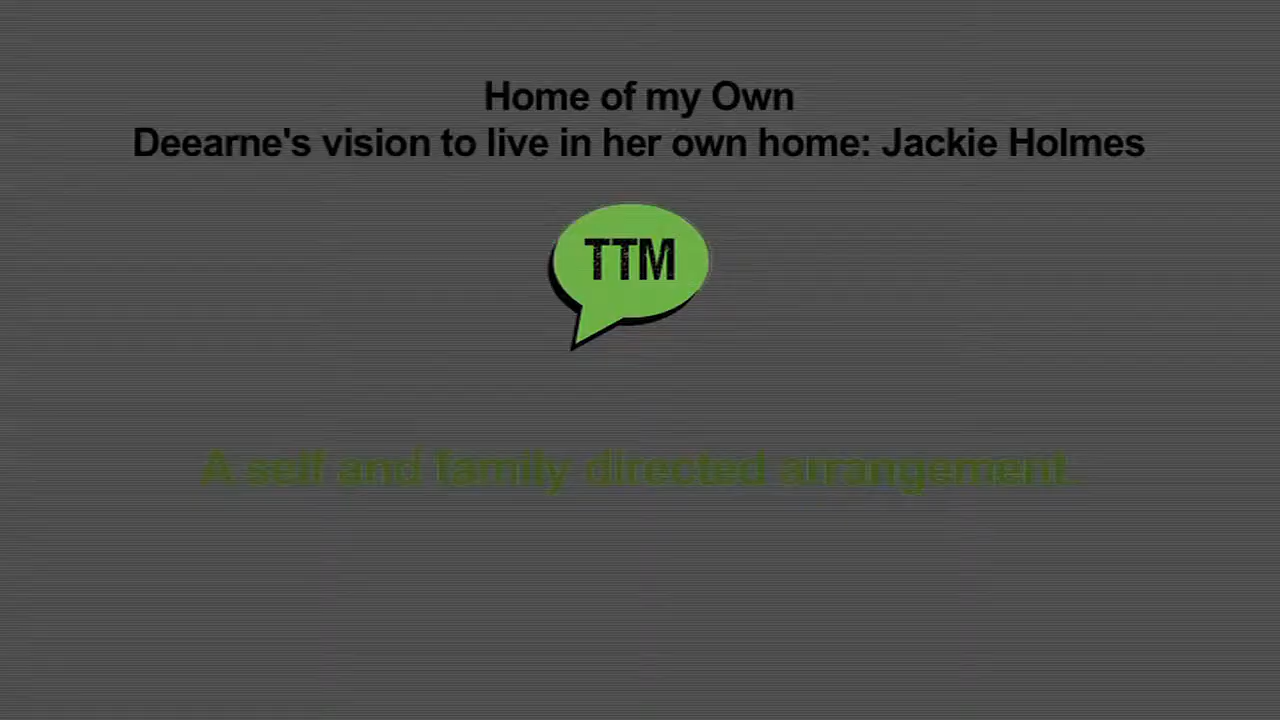 Home of my Own
Deearne's vision to live in her own home: Jackie Holmes
TTM
A self and family directed arrangement.